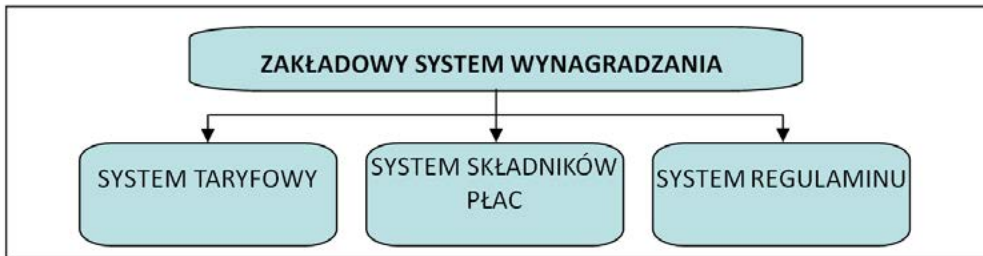 ZAKŁADOWY SYSTEM WYNAGRADZANIA
SYSTEM TARYFOWY
SYSTEM SKŁADNIKÓW
PŁAC
SYSTEM REGULAMINU